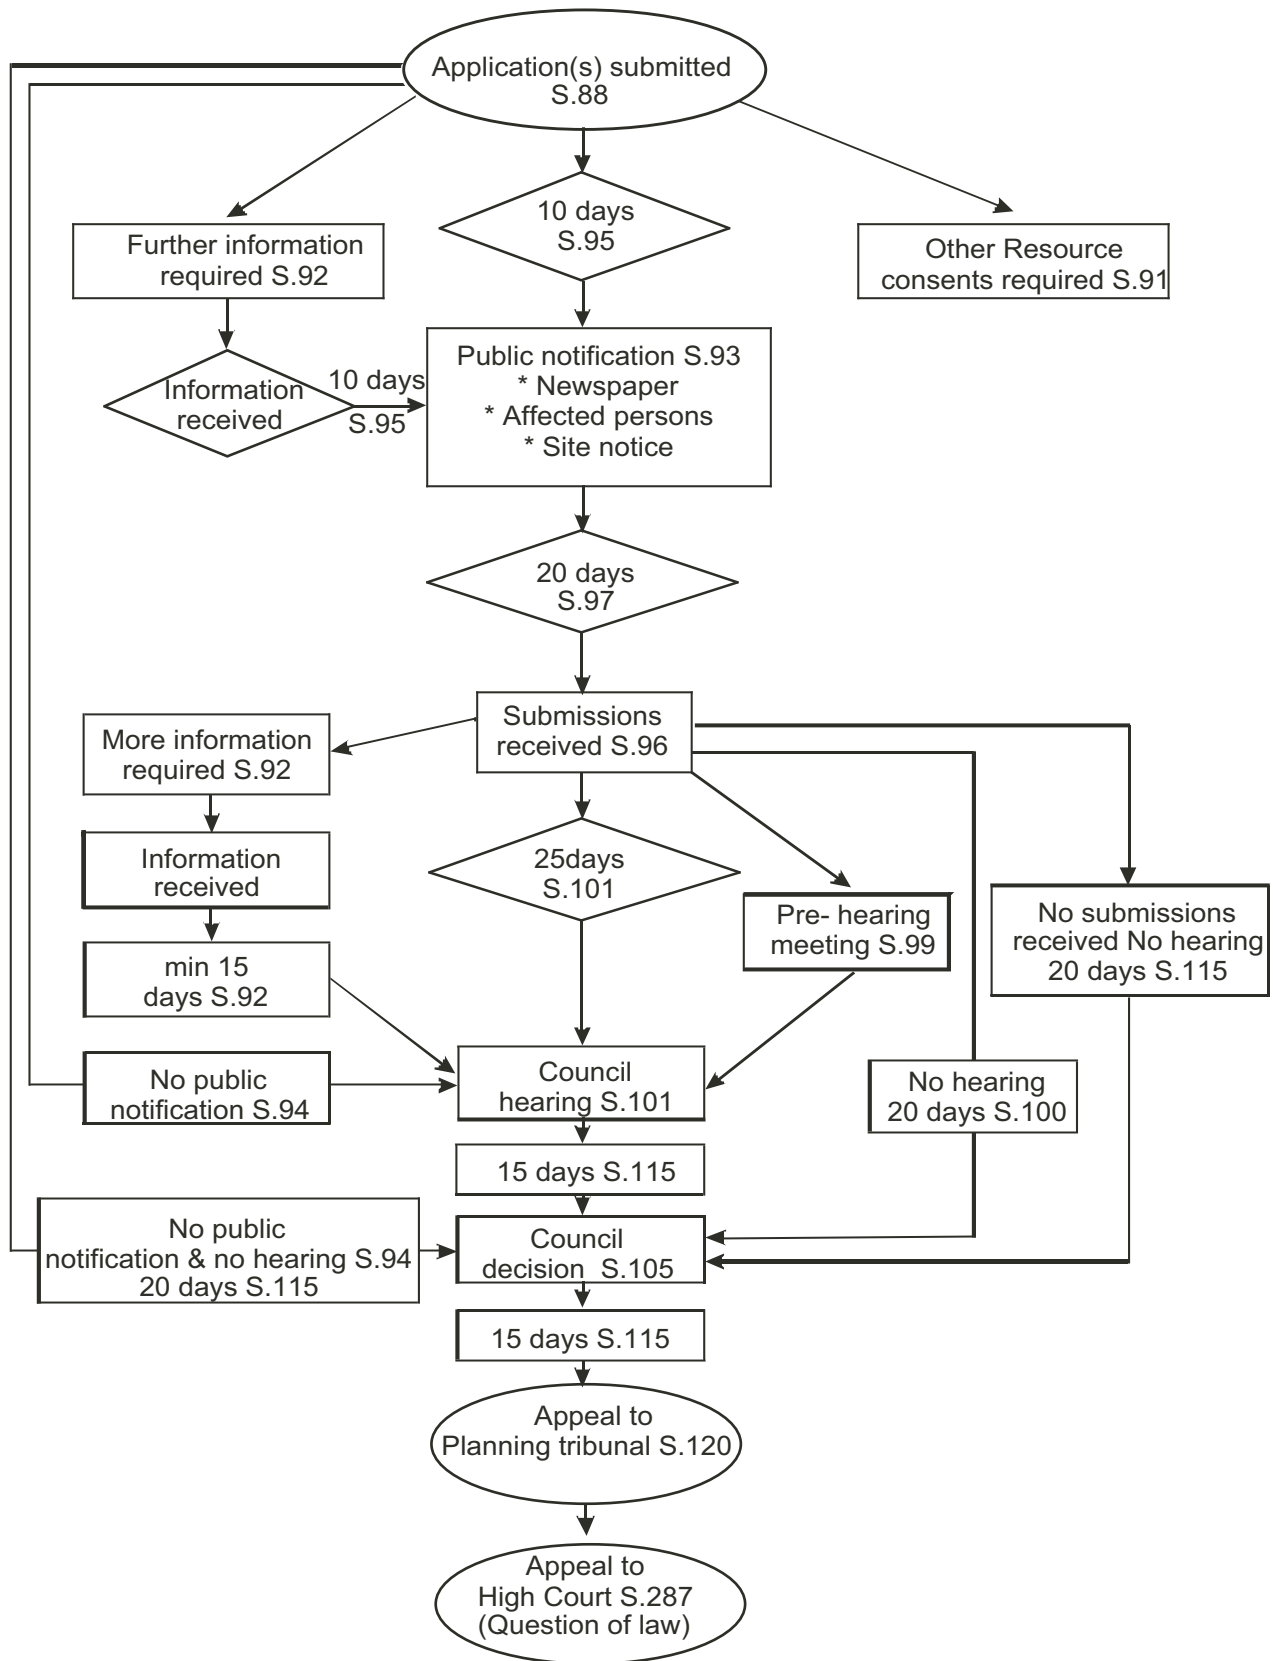 Application(s) submitted
S.88
10 days
S.95
Further information
required S.92
Other Resource
consents required S.91
Information
received
10 days
S.95
Public notification S.93
* Newspaper
* Affected persons
* Site notice
20 days
S.97
Submissions
received S.96
More information
required S.92
Information
received
25days
S.101
Pre- hearing
meeting S.99
No submissions
received No hearing
20 days S.115
min 15
days S.92
No public
notification S.94
Council
hearing S.101
No hearing
20 days S.100
15 days S.115
No public
notification & no hearing S.94
20 days S.115
Council
decision S.105
15 days S.115
Appeal to
Planning tribunal S.120
Appeal to
High Court S.287
(Question of law)